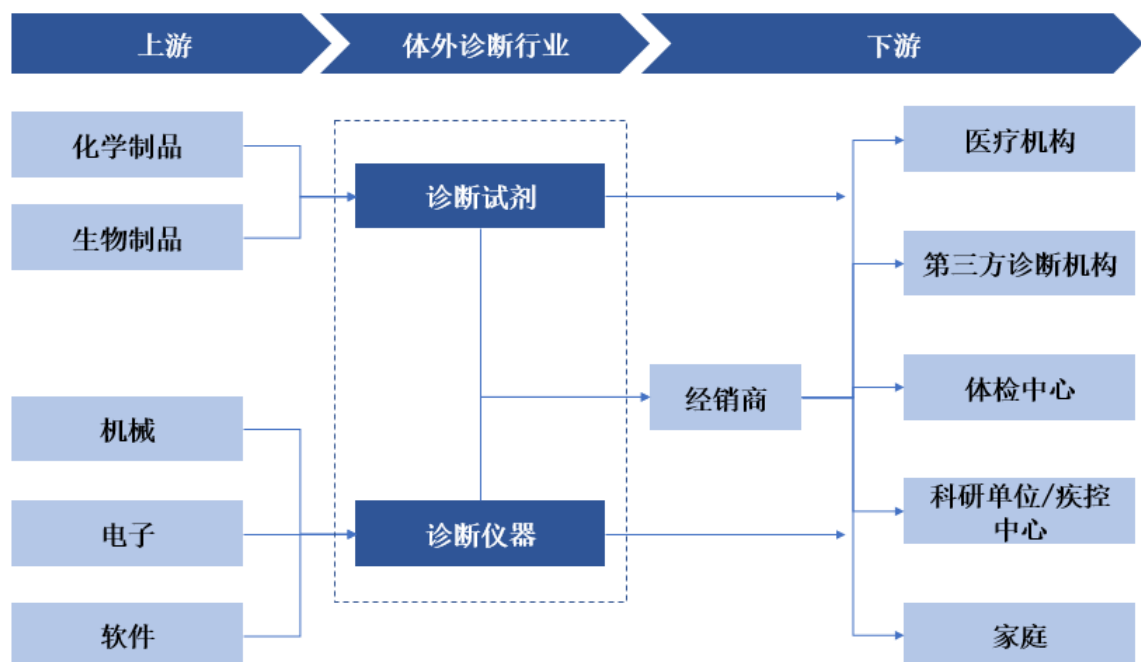 上游
体外诊断行业
下游
化学制品
生物制品
机械
电子
软件
诊断试剂
诊断仪器
经销商
医疗机构
第三方诊断机构
体检中心
科研单位/疾控
中心
家庭